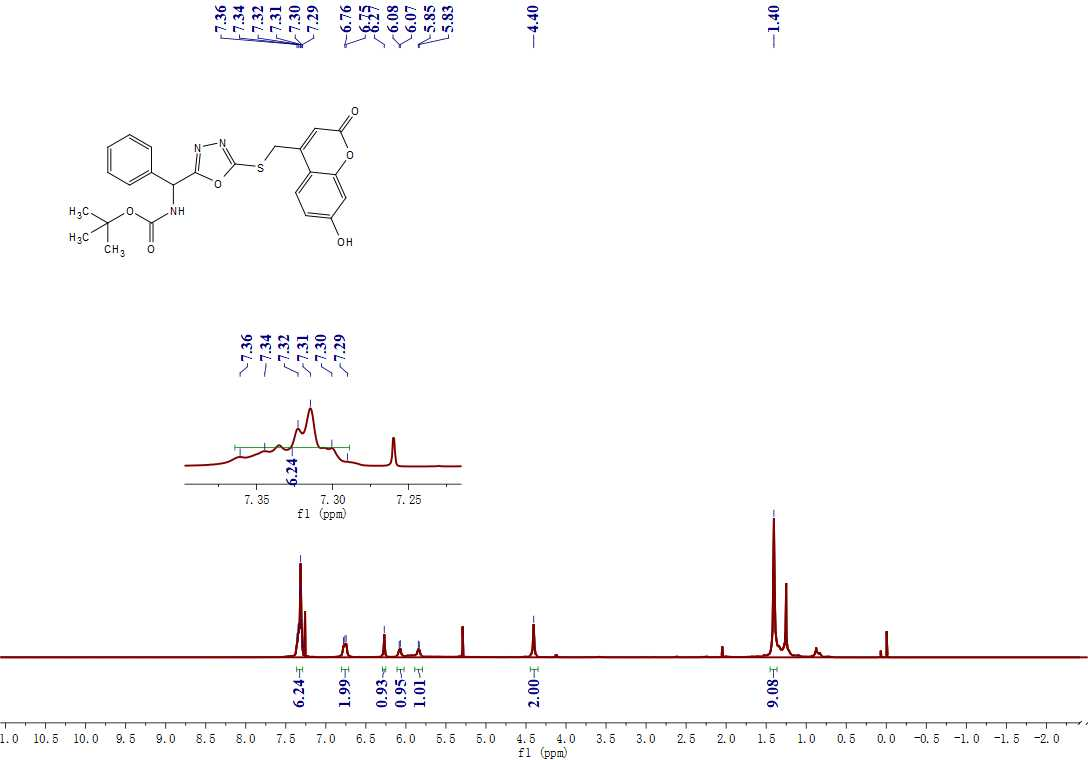 7.36
7.34
7.32
7.31
7.30
7.29
6.76
6.75
6.27
6.08
6.07
5.85
5.83
4.40
1.40
O
N
N
S
O
O
NH
H3C
O
H3C
CH3
O
OH
7.36
7.34
7.32
7.31
7.30
7.29
6.24
7.35 7.30 7.25
f1 (ppm)
6.24
1.99
0.93
0.95
1.01
2.00
9.08
1.0 10.5 10.0 9.5 9.0 8.5 8.0 7.5 7.0 6.5 6.0 5.5 5.0 4.5 4.0 3.5 3.0 2.5 2.0 1.5 1.0 0.5 0.0 -0.5 -1.0 -1.5 -2.0
f1 (ppm)